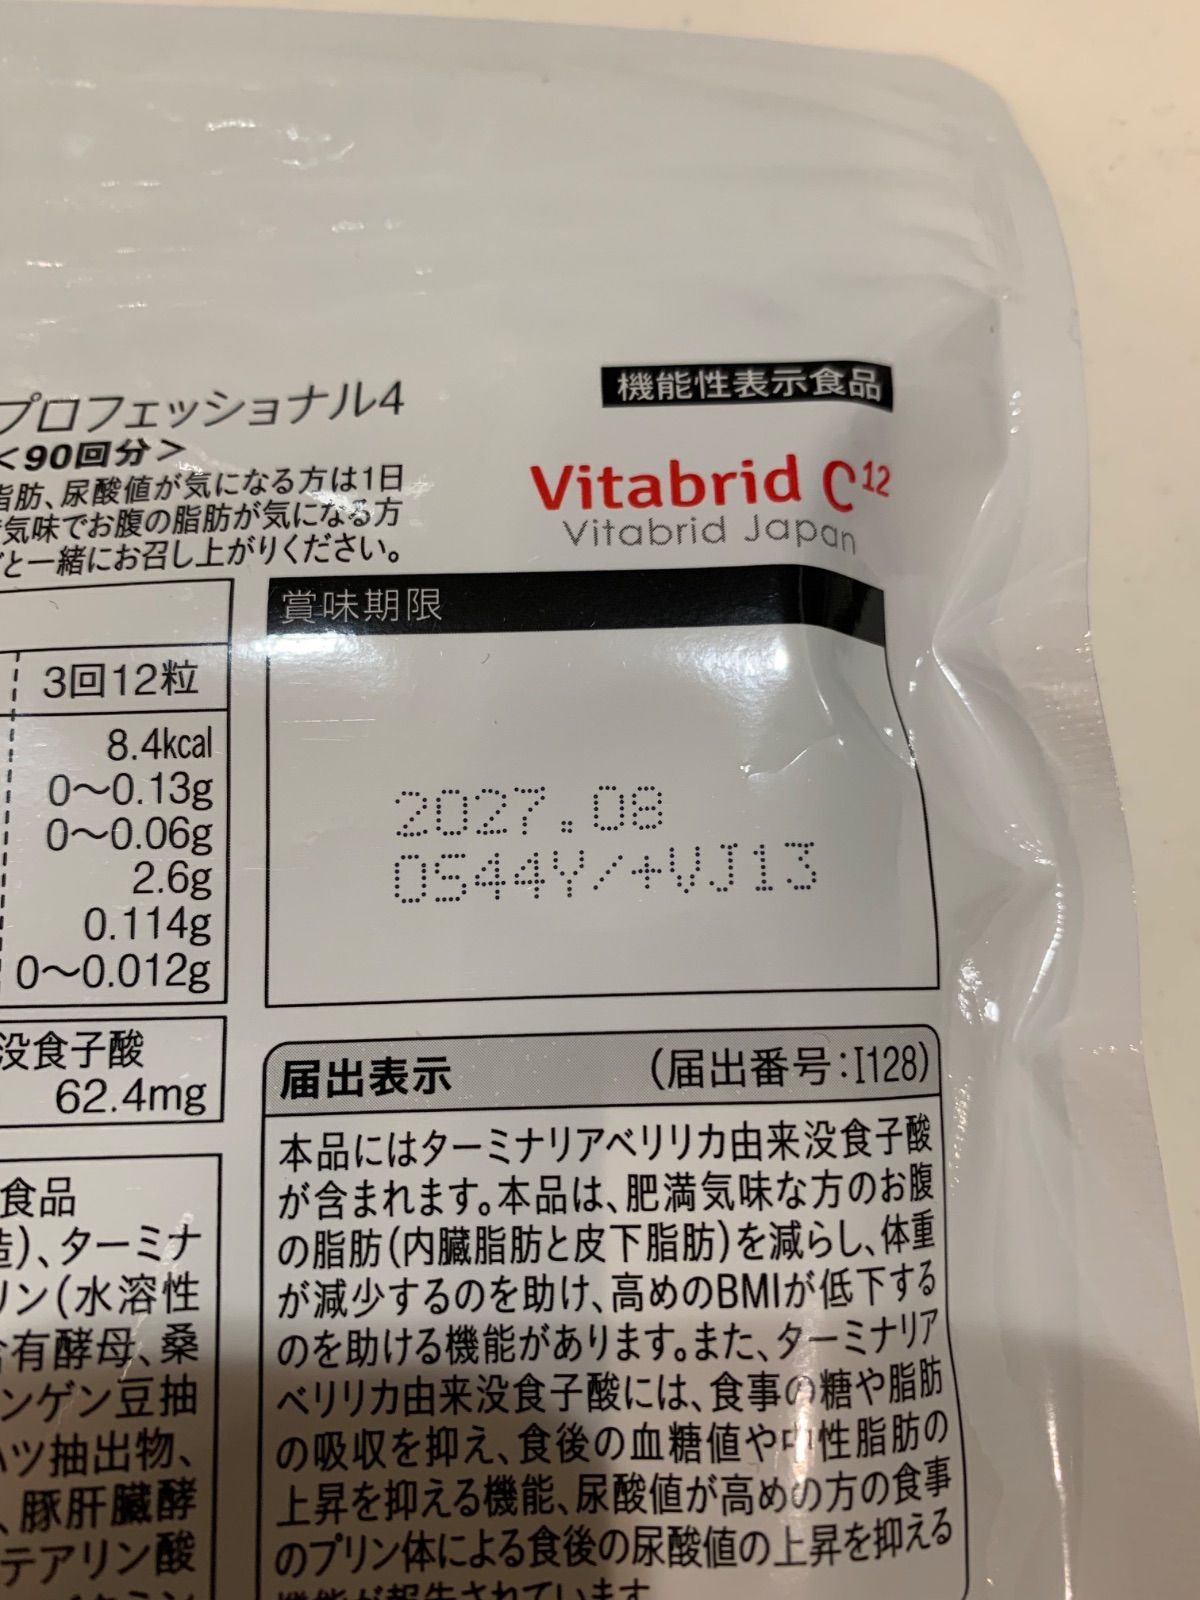 プロフェッショナル4
＜90回分＞
脂肪、尿酸値が気になる方は1日
気味でお腹の脂肪が気になる方
と一緒にお召し上がりください。
機能性表示食品
Vitabrid C12
Vitabrid Japan
賞味期限
2027.08
0S44Y/+VJ13
3回12粒
8.4kcal
0〜0.13g
0〜0.06g
2.6g
0.114g
0〜0.012g
没食子酸
62.4mg
食品
造)、ターミナ
リン(水溶性
含有酵母、桑
ンゲン豆抽
ハツ抽出物、
、豚肝臓酵
テアリン酸
届出表示 (届出番号:I128)
本品にはターミナリアベリリカ由来没食子酸
が含まれます。本品は、肥満気味な方のお腹
の脂肪(内臓脂肪と皮下脂肪)を減らし、体重
が減少するのを助け、高めのBMIが低下する
のを助ける機能があります。また、ターミナリア
ベリリカ由来没食子酸には、食事の糖や脂肪
の吸収を抑え、食後の血糖値や中性脂肪の
上昇を抑える機能、尿酸値が高めの方の食事
のプリン体による食後の尿酸値の上昇を抑える
機能が報告されています